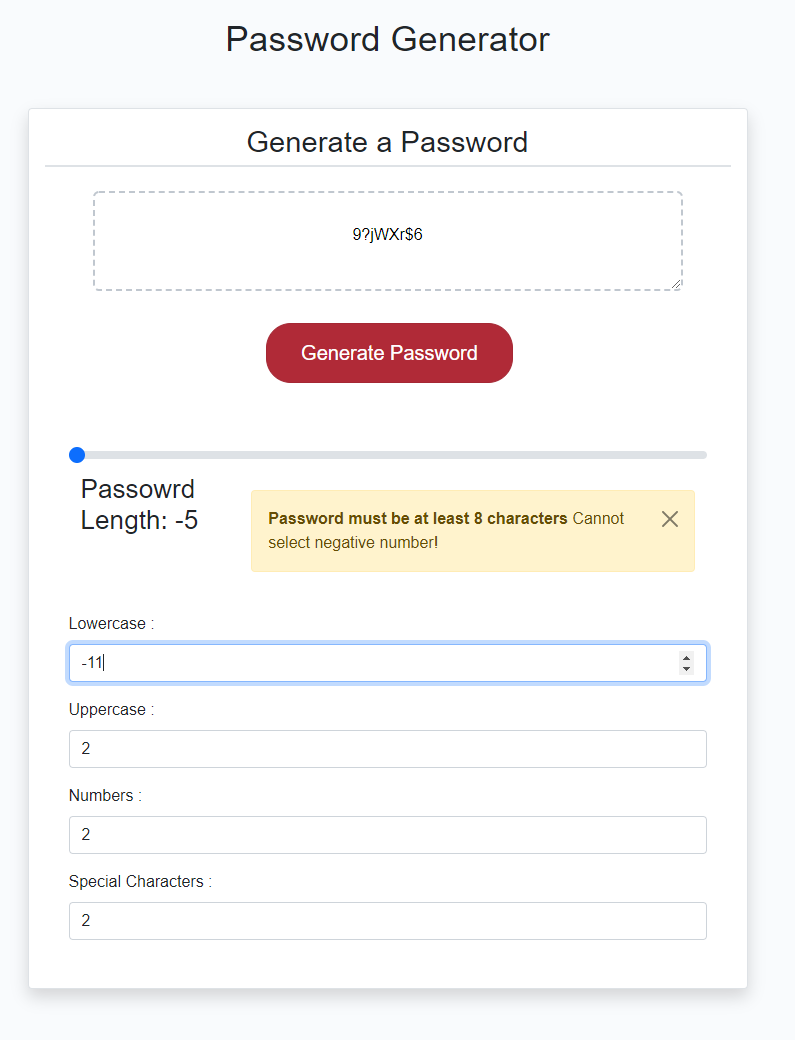 Password Generator
Generate a Password
9?jWXr$6
Generate Password
Passowrd
Length: -5
Password must be at least 8 characters Cannot
select negative number!
Lowercase :
-11
Uppercase :
2
Numbers :
2
Special Characters :
2